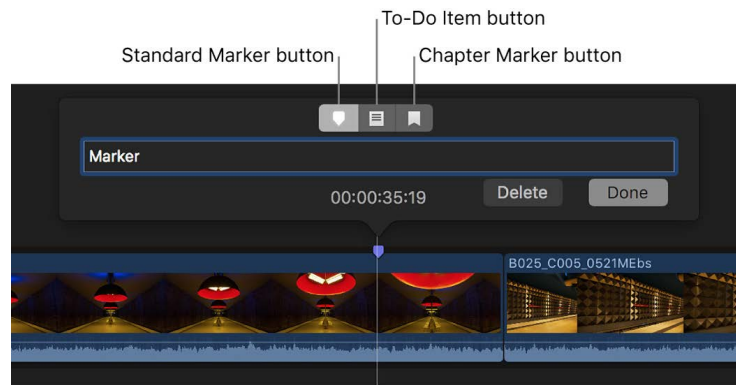 To-Do Item button
Standard Marker button
Chapter Marker button
Marker
00:00:35:19
Delete
Done
B025_C005_0521MEbs